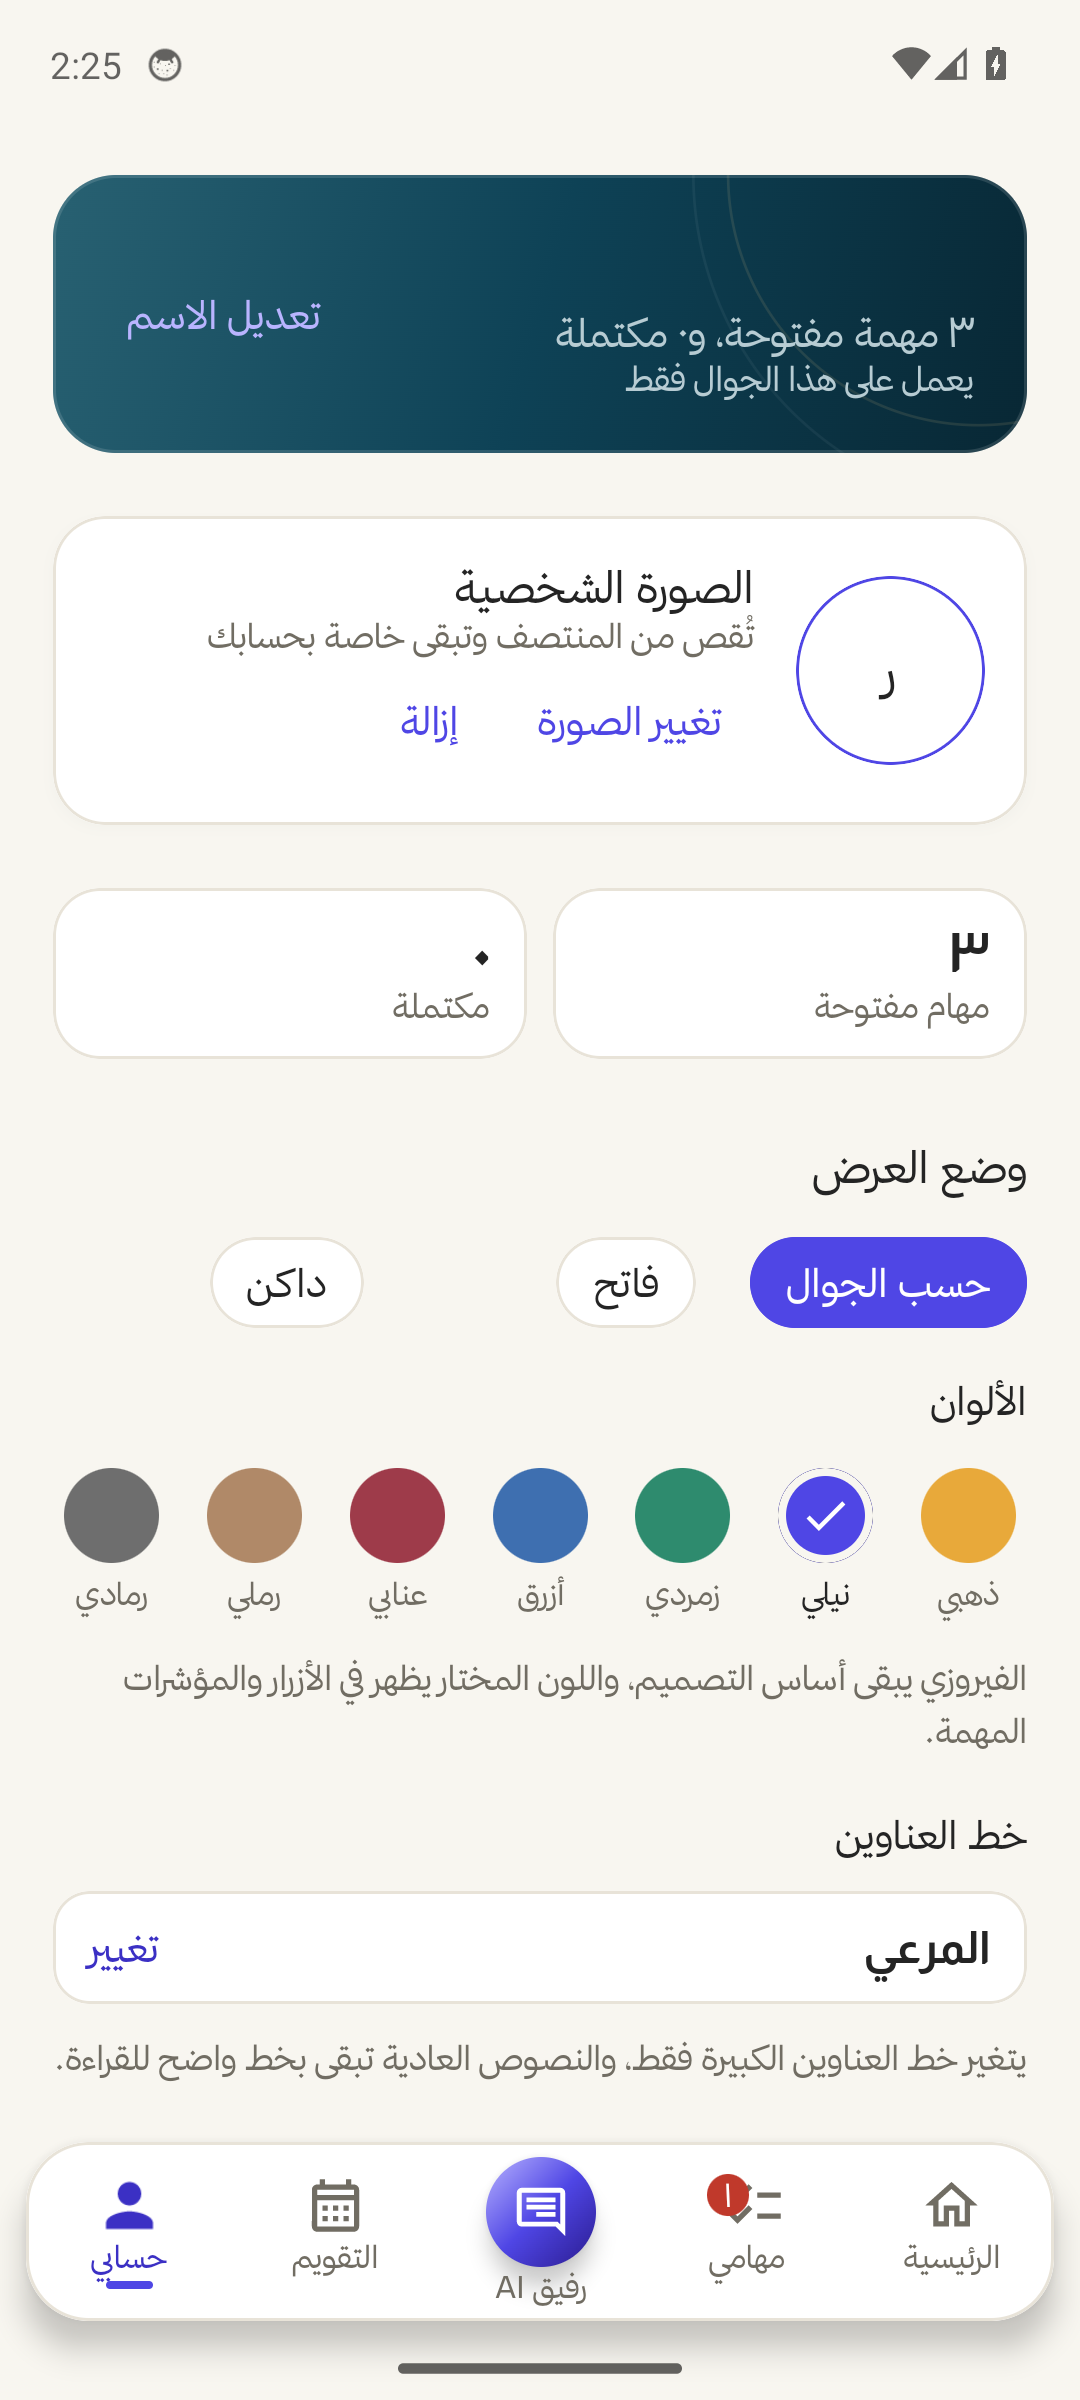 2:25
٣ مهمة مفتوحة، و٠ مكتملة
يعمل على هذا الجوال فقط
تعديل الاسم
ر
الصورة الشخصية
تُقص من المنتصف وتبقى خاصة بحسابك
تغيير الصورة
إزالة
٣
مهام مفتوحة
٠
مكتملة
وضع العرض
حسب الجوال
فاتح
داكن
الألوان
ذهبي
نيلي
زمردي
أزرق
عنابي
رملي
رمادي
الفيروزي يبقى أساس التصميم، واللون المختار يظهر في الأزرار والمؤشرات
المهمة.
خط العناوين
المرعي
تغيير
يتغير خط العناوين الكبيرة فقط، والنصوص العادية تبقى بخط واضح للقراءة.
الرئيسية
١
مهامي
رفيق AI
التقويم
حسابي